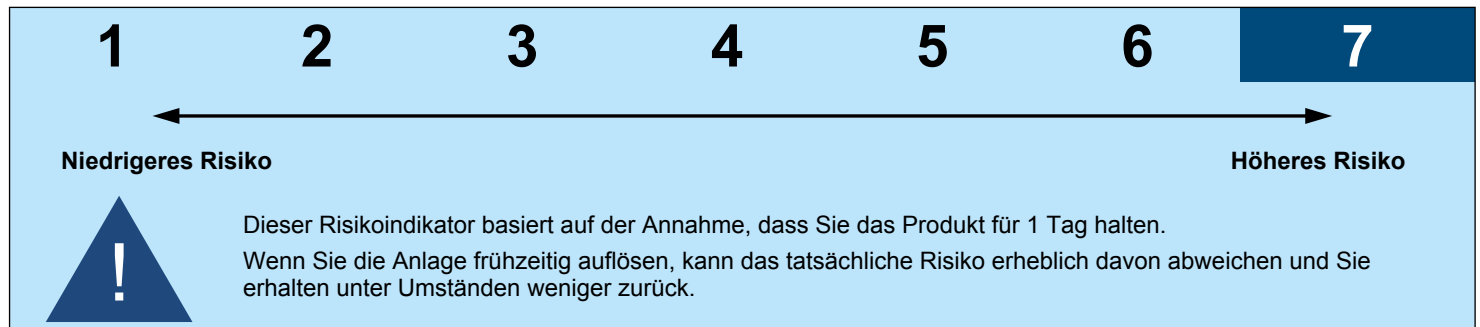 1 2 3 4 5 6 7
Niedrigeres Risiko Höheres Risiko
!
Dieser Risikoindikator basiert auf der Annahme, dass Sie das Produkt für 1 Tag halten.
Wenn Sie die Anlage frühzeitig auflösen, kann das tatsächliche Risiko erheblich davon abweichen und Sie
erhalten unter Umständen weniger zurück.